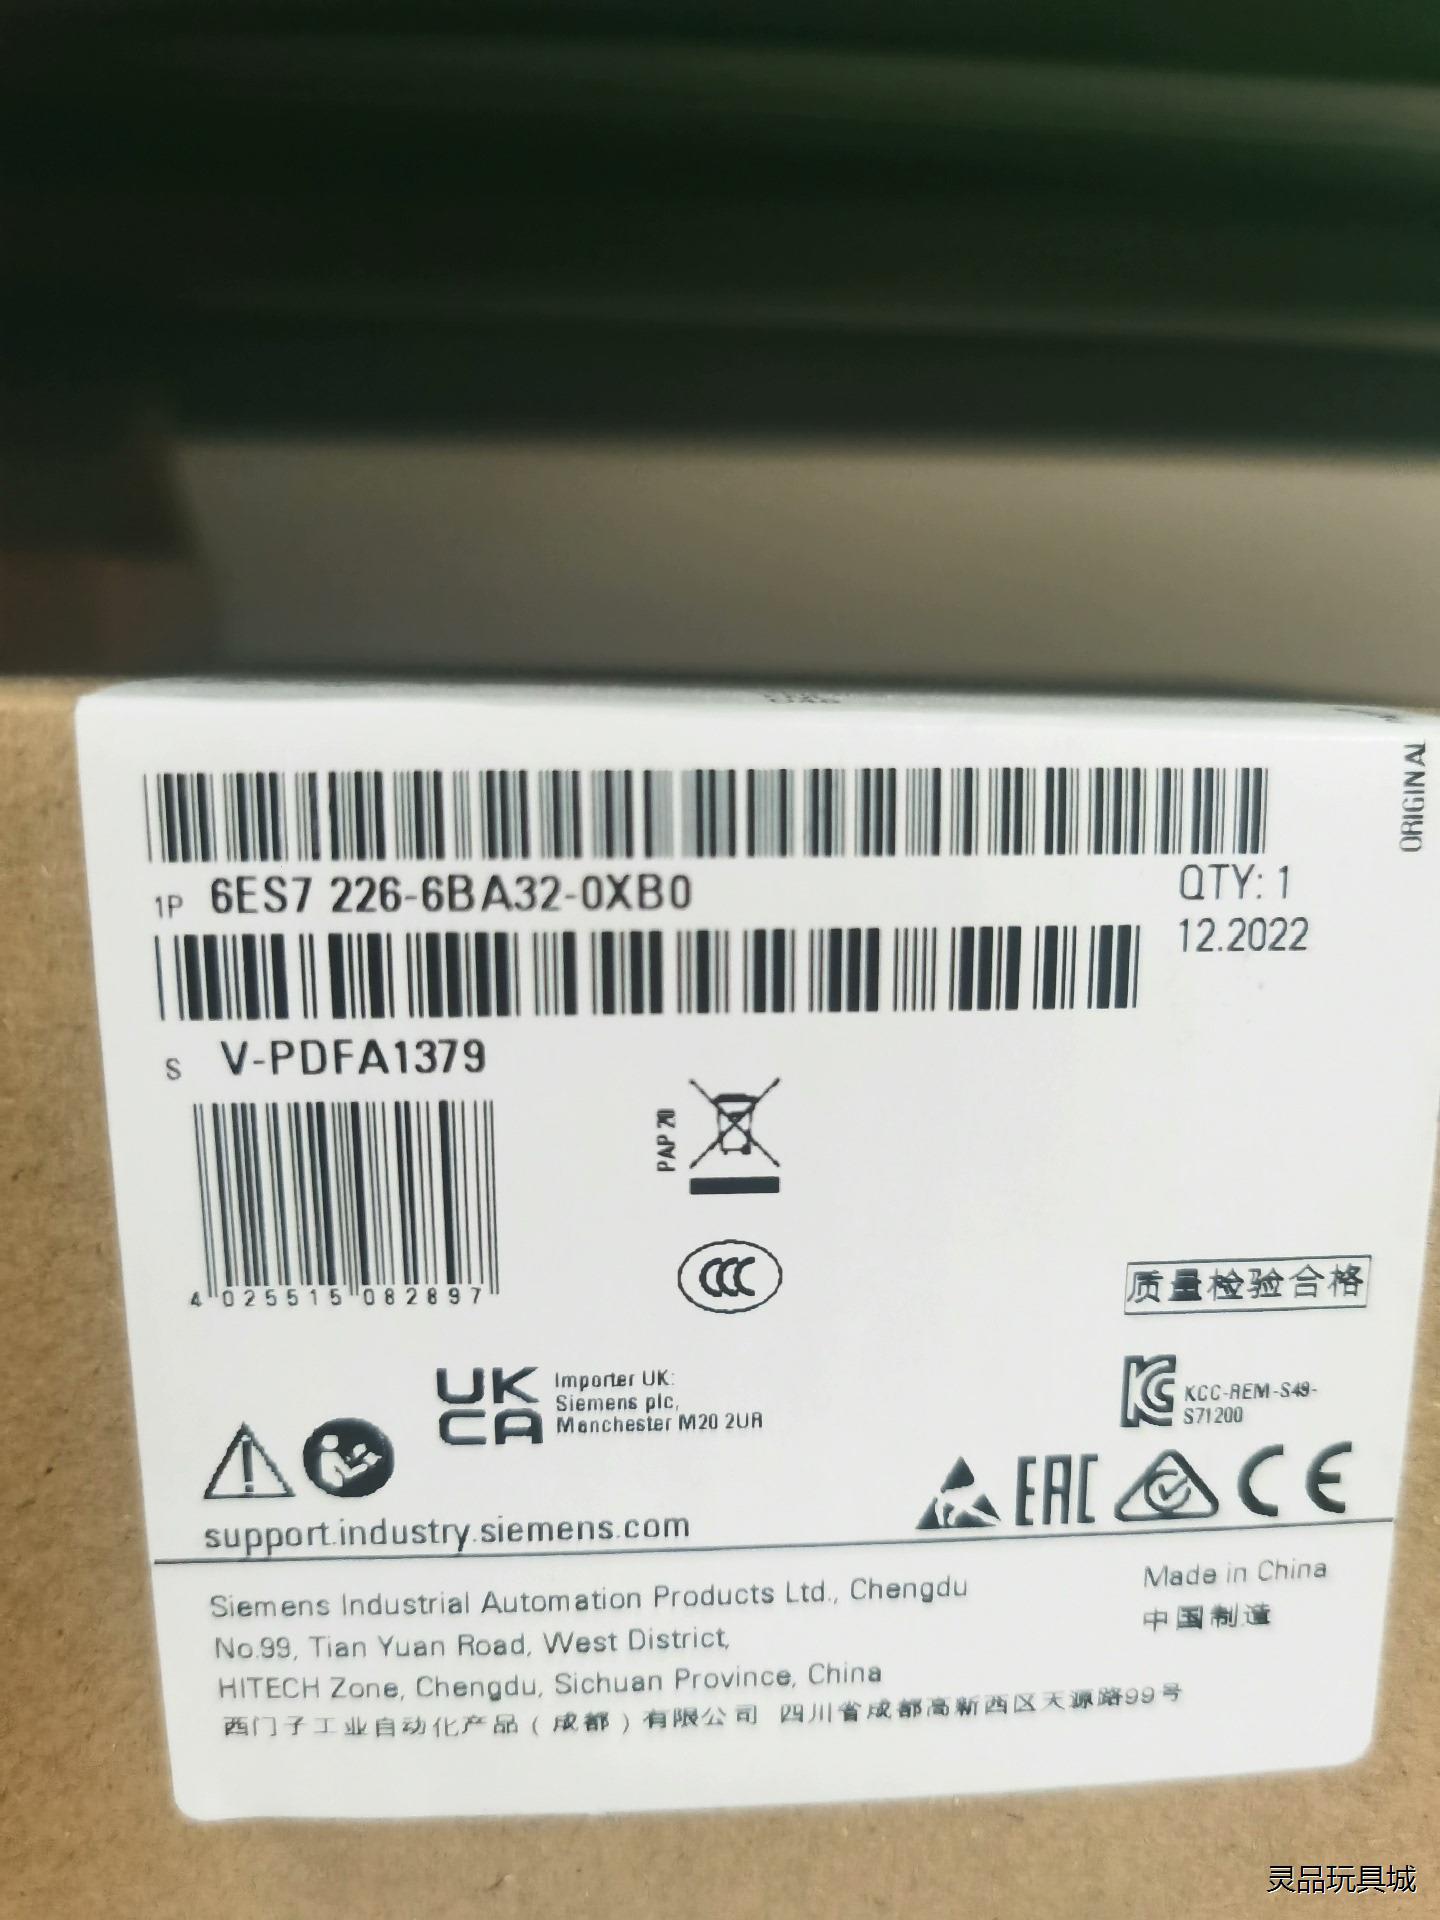 ORIGINAL
1P 6ES7 226-6BA32-0XB0
QTY: 1
12.2022
S V-PDFA1379
PAP 20
4 025515 082897
CCC
质量检验合格
UK
CA
Importer UK:
Siemens plc,
Manchester M20 2UR
KCC-REM-S49-
S71200
EAC
CE
support.industry.siemens.com
Siemens Industrial Automation Products Ltd., Chengdu
No.99, Tian Yuan Road, West District,
HITECH Zone, Chengdu, Sichuan Province, China
西门子工业自动化产品(成都)有限公司 四川省成都高新西区天源路99号
Made in China
中国制造
灵品玩具城